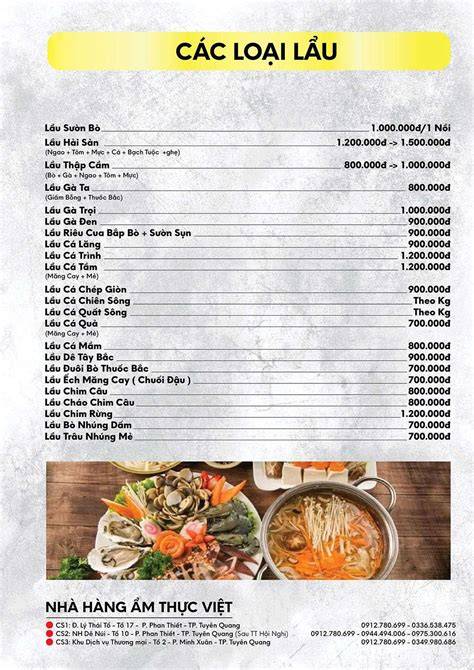 CÁC LOẠI LẨU
Lẩu Sườn Bò 1.000.000đ/1 Nồi
Lẩu Hải Sản 1.200.000đ -> 1.500.000đ
(Ngao + Tôm + Mực + Cá + Bạch Tuộc +ghẹ)
Lẩu Thập Cẩm 800.000đ -> 1.000.000đ
(Bò + Gà + Ngao + Tôm + Mực)
Lẩu Gà Ta 800.000đ
(Giấm Bỗng + Thuốc Bắc)
Lẩu Gà Trọi 1.000.000đ
Lẩu Gà Đen 900.000đ
Lẩu Riêu Cua Bắp Bò + Sườn Sụn 900.000đ
Lẩu Cá Lăng 900.000đ
Lẩu Cá Trình 1.200.000đ
Lẩu Cá Tầm 1.200.000đ
(Măng Cay + Mẻ)
Lẩu Cá Chép Giòn 900.000đ
Lẩu Cá Chiên Sông Theo Kg
Lẩu Cá Quất Sông Theo Kg
Lẩu Cá Quả 700.000đ
(Măng Cay + Mẻ)
Lẩu Cá Mắm 800.000đ
Lẩu Dê Tây Bắc 900.000đ
Lẩu Đuôi Bò Thuốc Bắc 700.000đ
Lẩu Ếch Măng Cay ( Chuối Đậu ) 700.000đ
Lẩu Chim Câu 800.000đ
Lẩu Cháo Chim Câu 800.000đ
Lẩu Chim Rừng 1.200.000đ
Lẩu Bò Nhúng Dấm 700.000đ
Lẩu Trâu Nhúng Mẻ 700.000đ
NHÀ HÀNG ẨM THỰC VIỆT
CS1: Đ. Lý Thái Tổ - Tổ 17 - P. Phan Thiết - TP. Tuyên Quang 0912.780.699 - 0336.538.475
CS2: NH Dê Núi - Tổ 10 - P. Phan Thiết - TP. Tuyên Quang (Sau TT Hội Nghị) 0912.780.699 - 0944.494.006 - 0975.300.616
CS3: Khu Dịch vụ Thương mại - Tổ 2 - P. Minh Xuân - TP. Tuyên Quang 0912.780.699 - 0349.980.686